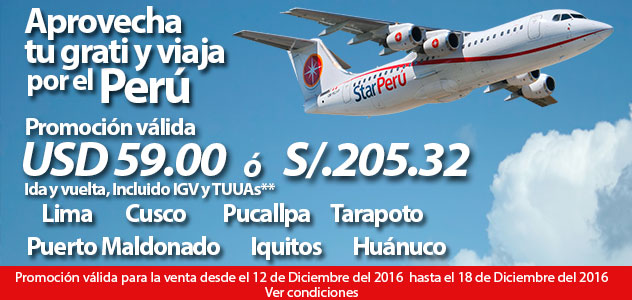 Aprovecha
tu grati y viaja
por el Perú
StarPerú
Promoción válida
USD 59.00 ó S/.205.32
Ida y vuelta, Incluido IGV y TUUAs**
Lima Cusco Pucallpa Tarapoto
Puerto Maldonado Iquitos Huánuco
Promoción válida para la venta desde el 12 de Diciembre del 2016 hasta el 18 de Diciembre del 2016
Ver condiciones